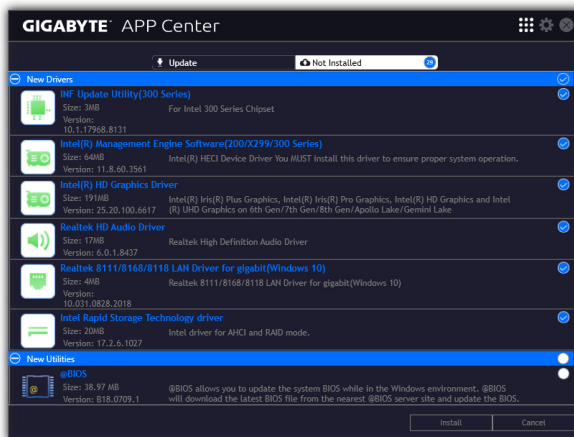 GIGABYTE™ APP Center
Update
Not Installed 29
New Drivers
INF Update Utility(300 Series)
Size: 3MB
For Intel 300 Series Chipset
Version:
10.1.17968.8131
Intel(R) Management Engine Software(200/X299/300 Series)
Size: 64MB
Intel(R) HECI Device Driver You MUST install this driver to ensure proper system operation.
Version: 11.8.60.3561
Intel(R) HD Graphics Driver
Size: 191MB
Intel(R) Iris(R) Plus Graphics, Intel(R) Iris(R) Pro Graphics, Intel(R) HD Graphics and Intel
Version: 25.20.100.6617
(R) UHD Graphics on 6th Gen/7th Gen/8th Gen/Apollo Lake/Gemini Lake
Realtek HD Audio Driver
Size: 17MB
Realtek High Definition Audio Driver
Version: 6.0.1.8437
Realtek 8111/8168/8118 LAN Driver for gigabit(Windows 10)
Size: 4MB
Realtek 8111/8168/8118 LAN Driver for gigabit(Windows 10)
Version:
10.031.0828.2018
Intel Rapid Storage Technology driver
Size: 20MB
Intel driver for AHCI and RAID mode.
Version: 17.2.6.1027
New Utilities
@BIOS
@
Size: 38.97 MB
@BIOS allows you to update the system BIOS while in the Windows environment. @BIOS
Version: B18.0709.1
will download the latest BIOS file from the nearest @BIOS server site and update the BIOS.
Install
Cancel